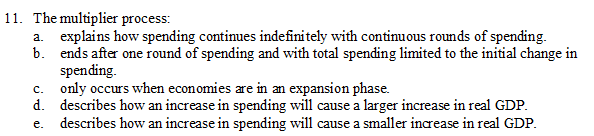 11. The multiplier process:
a. explains how spending continues indefinitely with continuous rounds of spending.
b. ends after one round of spending and with total spending limited to the initial change in
spending.
c. only occurs when economies are in an expansion phase.
d. describes how an increase in spending will cause a larger increase in real GDP.
e. describes how an increase in spending will cause a smaller increase in real GDP.